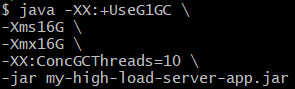 $ java -XX:+UseG1GC \
-Xms16G \
-Xmx16G \
-XX:ConcGCThreads=10 \
-jar my-high-load-server-app.jar